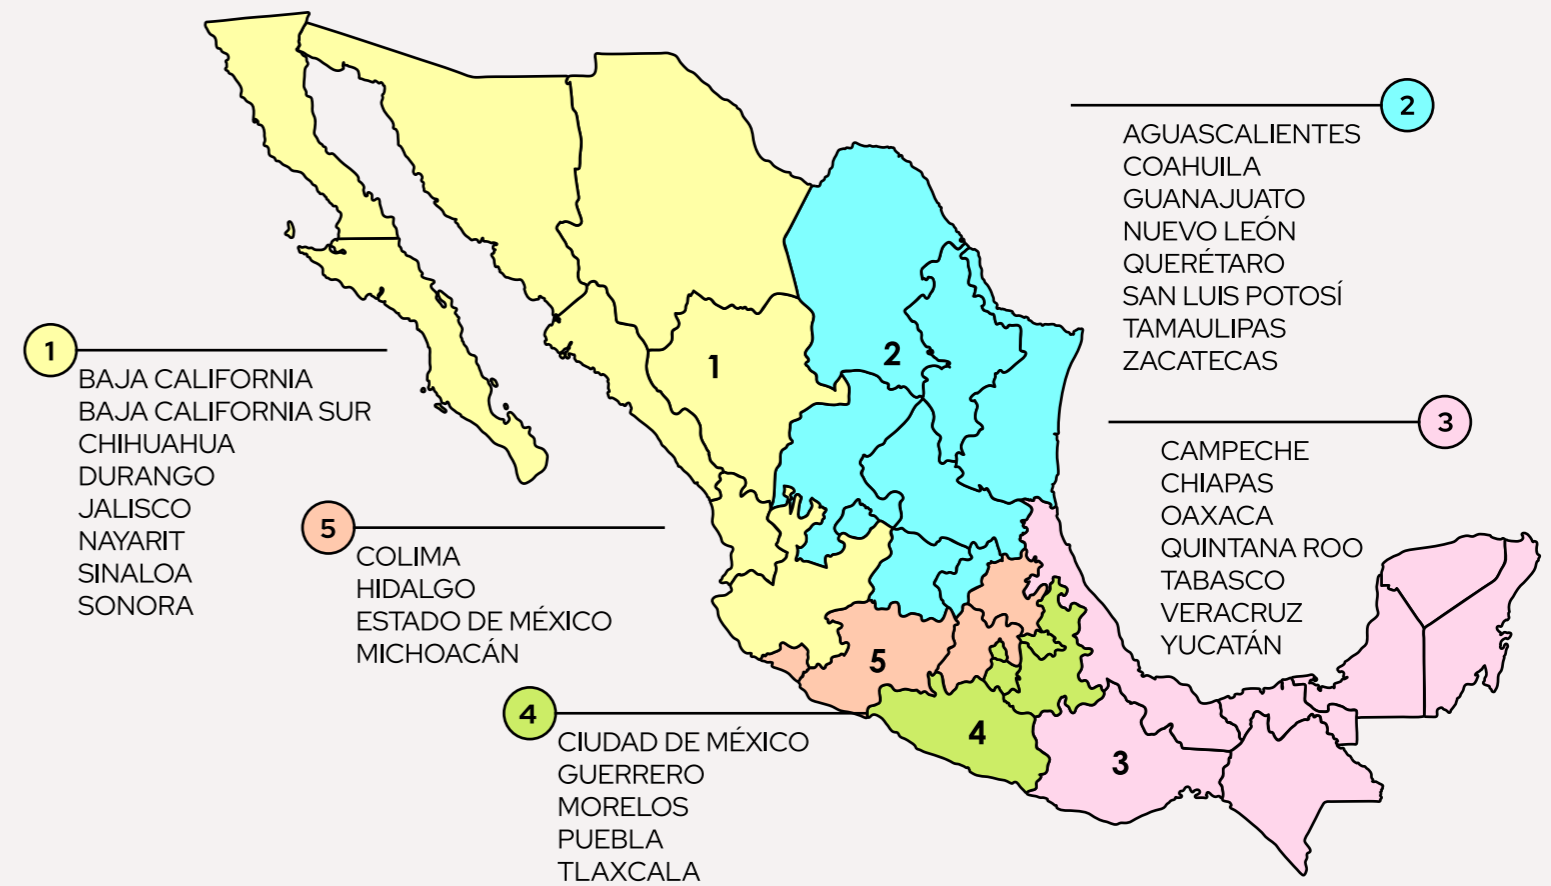 1
BAJA CALIFORNIA
BAJA CALIFORNIA SUR
CHIHUAHUA
DURANGO
JALISCO
NAYARIT
SINALOA
SONORA
2
AGUASCALIENTES
COAHUILA
GUANAJUATO
NUEVO LEÓN
QUERÉTARO
SAN LUIS POTOSÍ
TAMAULIPAS
ZACATECAS
3
CAMPECHE
CHIAPAS
OAXACA
QUINTANA ROO
TABASCO
VERACRUZ
YUCATÁN
5
COLIMA
HIDALGO
ESTADO DE MÉXICO
MICHOACÁN
4
CIUDAD DE MÉXICO
GUERRERO
MORELOS
PUEBLA
TLAXCALA
1
2
5
4
3